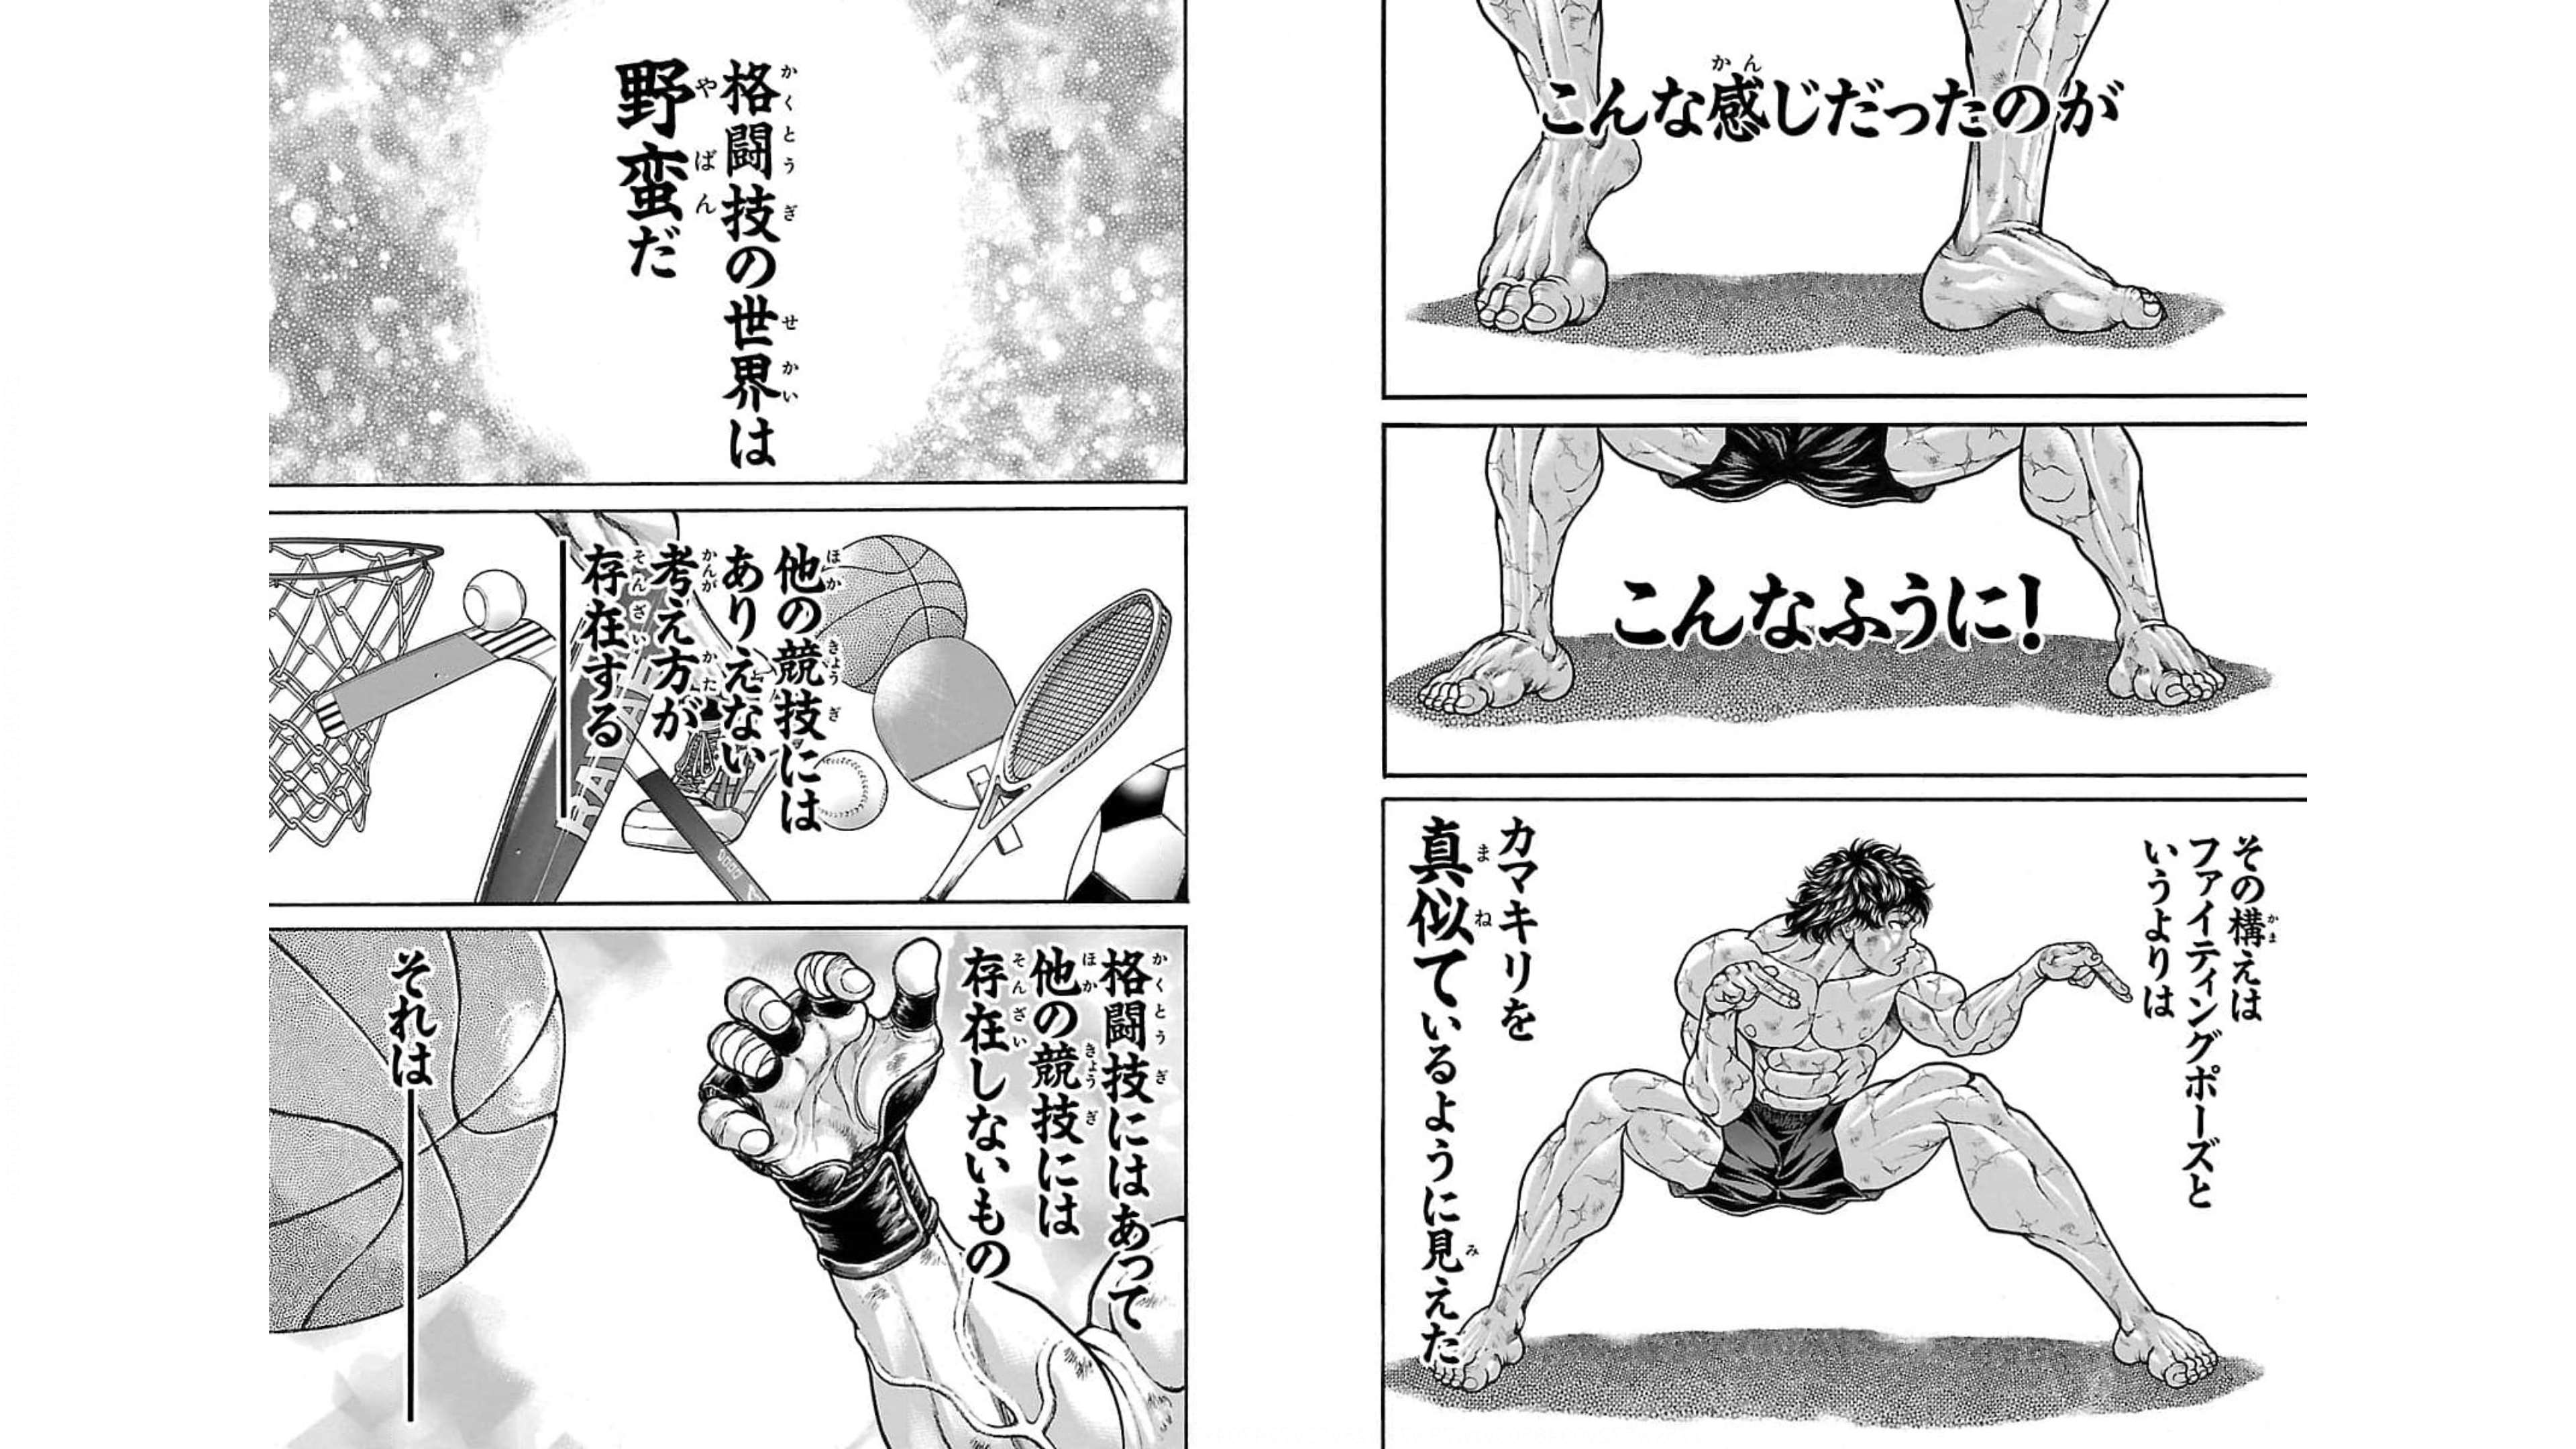 こんな感じだったのが
こんなふうに!
その構えは
ファイティングポーズと
いうよりは
カマキリを
真似ているように見えた
格闘技の世界は
野蛮だ
他の競技には
ありえない
考え方が
存在する
格闘技にはあって
他の競技には
存在しないもの
それは